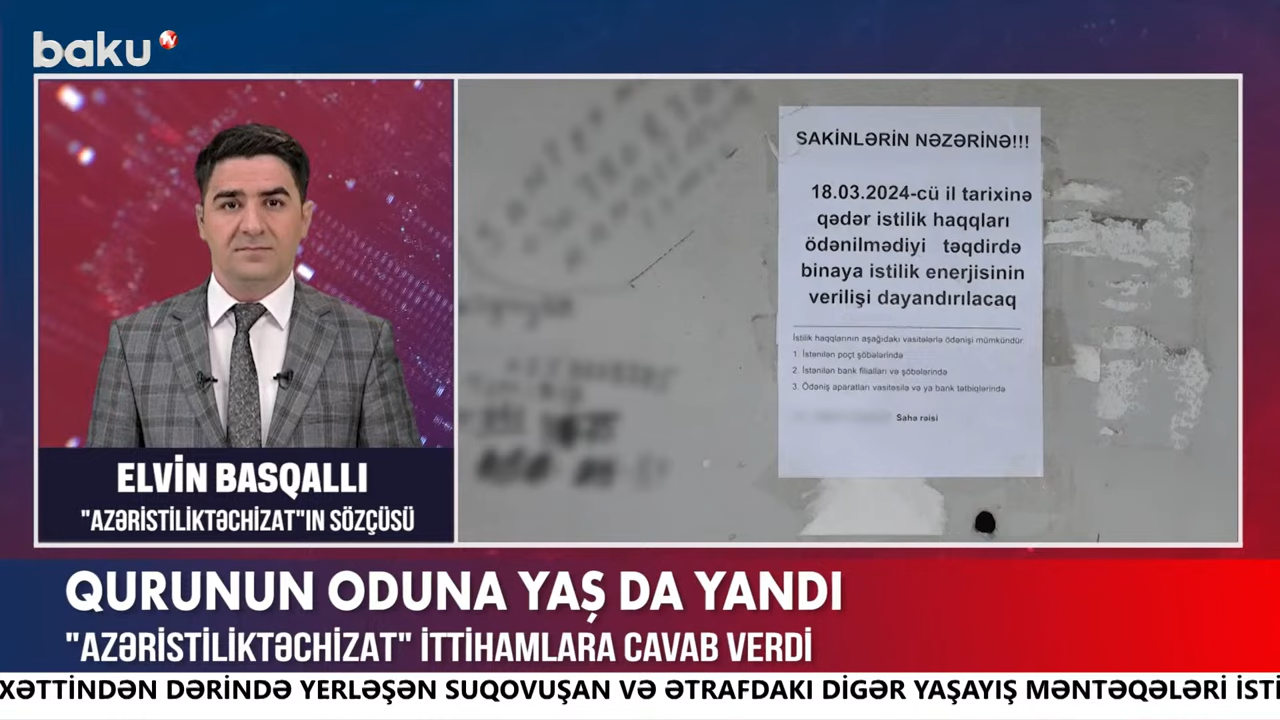 baku TV
SAKİNLƏRİN NƏZƏRİNƏ!!!
18.03.2024-cü il tarixinə
qədər istilik haqqları
ödənilmədiyi təqdirdə
binaya istilik enerjisinin
verilişi dayandırılacaq
İstilik haqqlarının aşağıdakı vasitələrlə ödənişi mümkündür
1. İstənilən poçt şöbələrində
2. İstənilən bank filialları və şöbələrində
3. Ödəniş aparatları vasitəsilə və ya bank tətbiqlərində
Sahə rəisi
ELVİN BASQALLI
"AZƏRİSTİLİKTƏCHİZAT"IN SÖZÇÜSÜ
QURUNUN ODUNA YAŞ DA YANDI
"AZƏRİSTİLİKTƏCHİZAT" İTTİHAMLARA CAVAB VERDİ
XƏTTİNDƏN DƏRİNDƏ YERLƏŞƏN SUQOVUŞAN VƏ ƏTRAFDAKI DİGƏR YAŞAYIŞ MƏNTƏQƏLƏRİ İSTİ